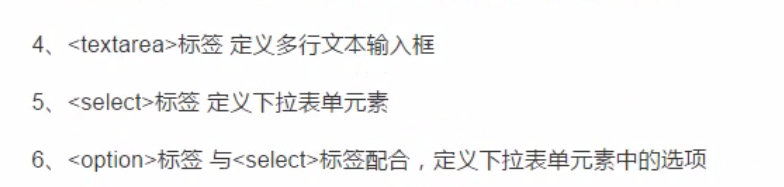 4、<textarea>标签 定义多行文本输入框
5、<select>标签 定义下拉表单元素
6、<option>标签 与<select>标签配合，定义下拉表单元素中的选项